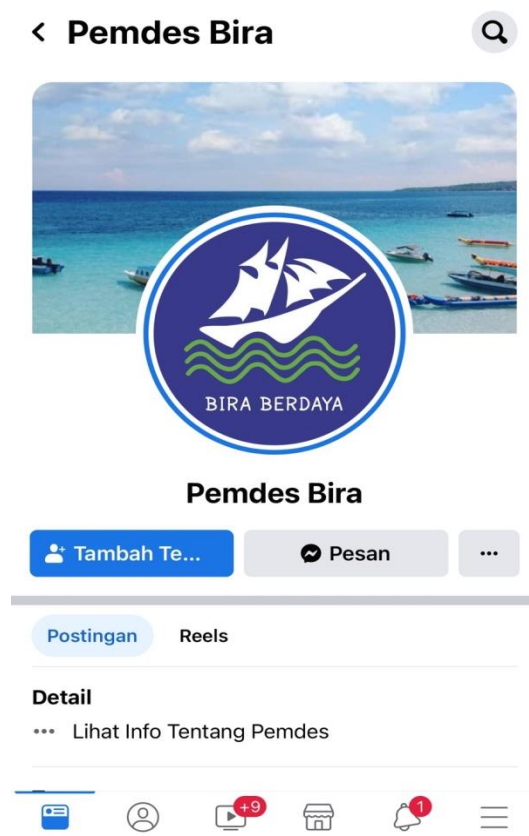 Pemdes Bira
BIRA BERDAYA
Pemdes Bira
Tambah Te... Pesan
Postingan Reels
Detail
Lihat Info Tentang Pemdes
+9 1